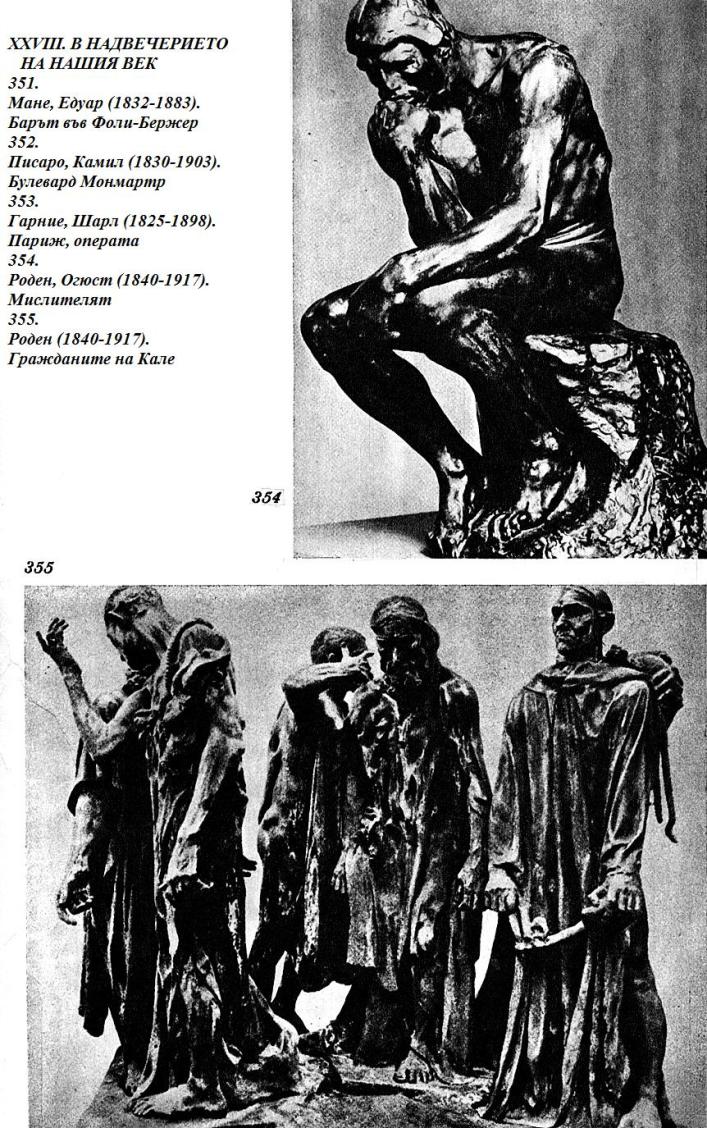 XXVIII. В НАДВЕЧЕРИЕТО
НА НАШИЯ ВЕК
351.
Мане, Едуар (1832-1883).
Барът във Фоли-Бержер
352.
Писаро, Камил (1830-1903).
Булевард Монмартр
353.
Гарние, Шарл (1825-1898).
Париж, операта
354.
Роден, Огюст (1840-1917).
Мислителят
355.
Роден (1840-1917).
Гражданите на Кале
354
355